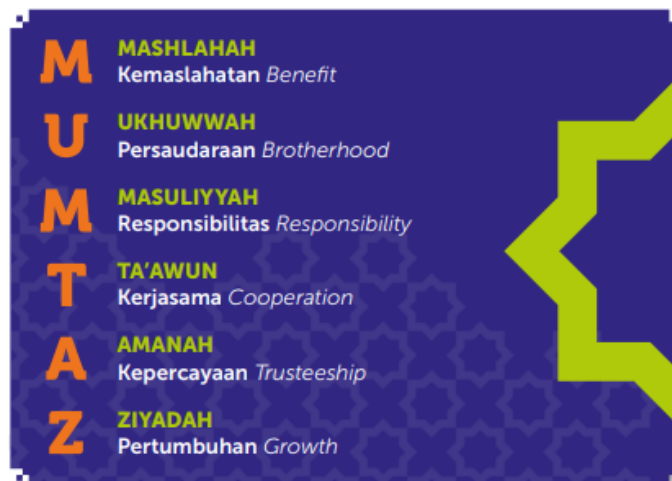 M
MASHLAHAH
Kemaslahatan Benefit
U
UKHUWWAH
Persaudaraan Brotherhood
M
MASULIYYAH
Responsibilitas Responsibility
T
TA'AWUN
Kerjasama Cooperation
A
AMANAH
Kepercayaan Trusteeship
Z
ZIYADAH
Pertumbuhan Growth